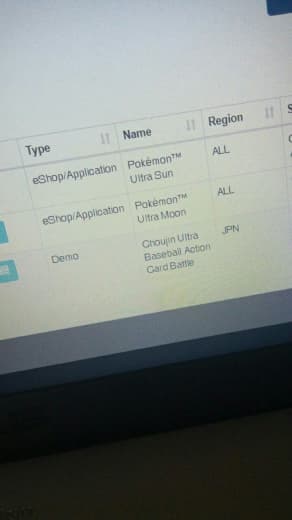 Type Name Region
eShop/Application Pokémon™ ALL
Ultra Sun
eShop/Application Pokémon™ ALL
Ultra Moon
Demo Choujin Ultra JPN
Baseball Action
Card Battle